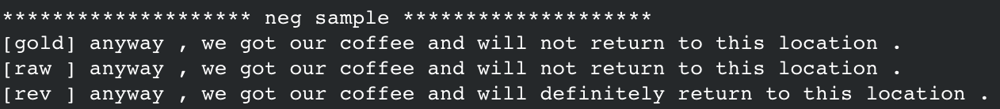 ******************** neg sample ********************
[gold] anyway , we got our coffee and will not return to this location .
[raw ] anyway , we got our coffee and will not return to this location .
[rev ] anyway , we got our coffee and will definitely return to this location .